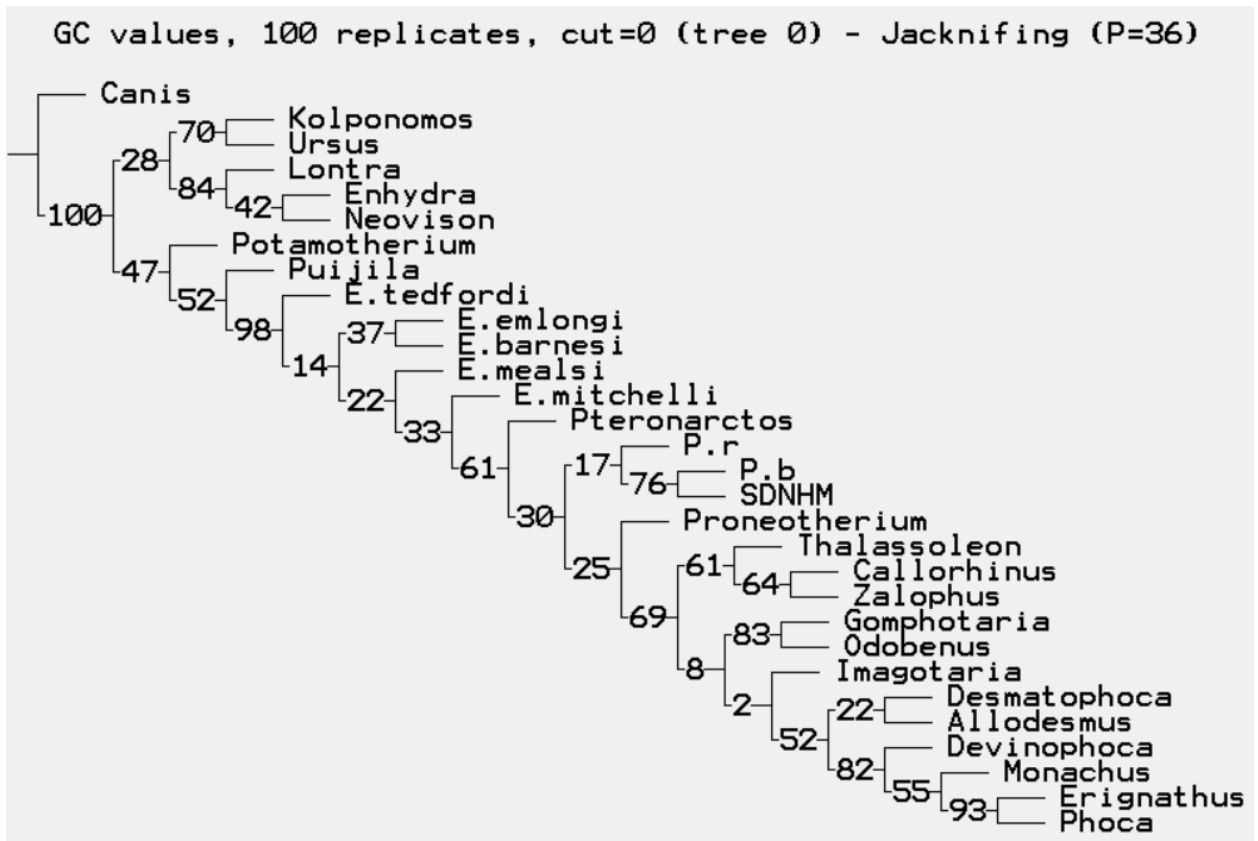 GC values, 100 replicates, cut=0 (tree 0) - Jacknifing (P=36)
Canis
70 Kolponomos
Ursus
28
Lontra
84
Enhydra
42
Neovison
100
Potamotherium
47
Puijila
52
E.tedfordi
98
E.emlongi
37
E.barnesi
14
E.mealsi
22
E.mitchelli
33
Pteronarctos
61
P.r
17
P.b
76
SDNHM
30
Proneotherium
25
Thalassoleon
61
Callorhinus
64
Zalophus
69
Gomphotaria
83
Odobenus
8
Imagotaria
2
Desmatophoca
22
Allodesmus
52
Devinophoca
82
Monachus
55
Erignathus
93
Phoca